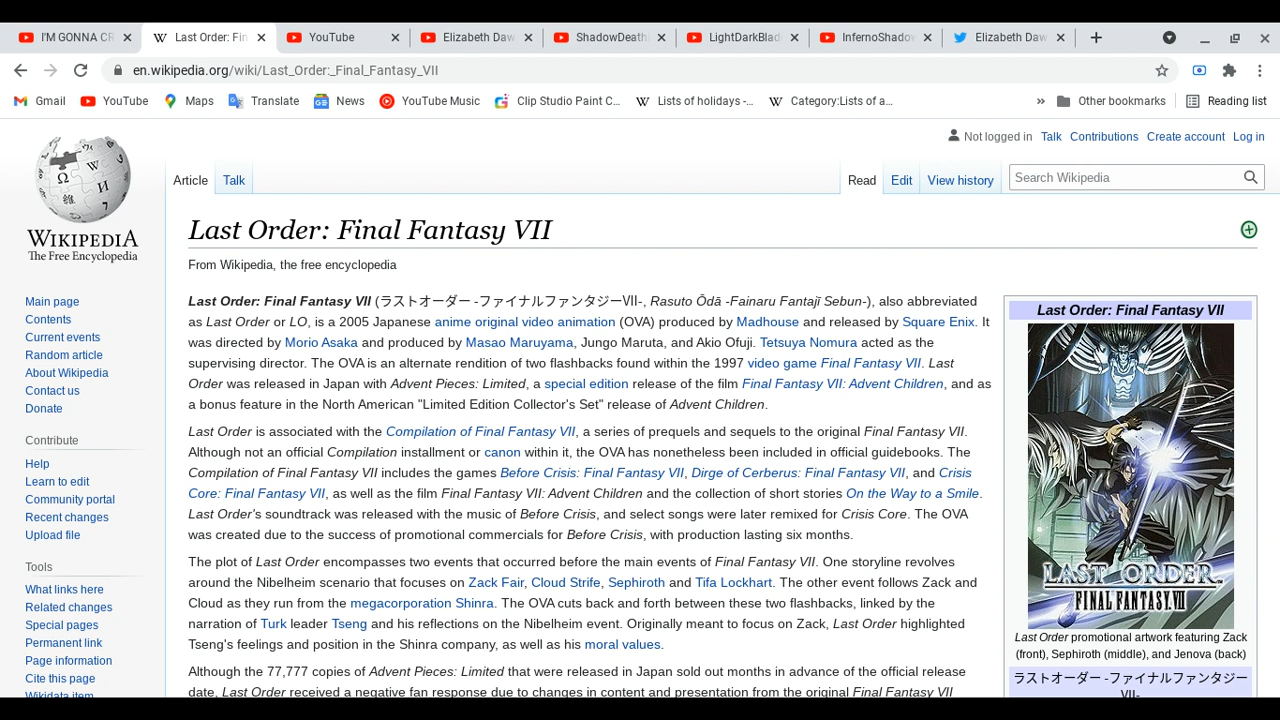 I'M GONNA CR
Last Order: Fin
YouTube
Elizabeth Daw
ShadowDeath
LightDarkBlad
InfernoShadow
Elizabeth Daw
en.wikipedia.org/wiki/Last_Order:_Final_Fantasy_VII
Gmail YouTube Maps Translate News YouTube Music Clip Studio Paint C... Lists of holidays -... Category:Lists of a... » Other bookmarks Reading list
Not logged in Talk Contributions Create account Log in
Article Talk Read Edit View history Search Wikipedia
WIKIPEDIA
The Free Encyclopedia
Main page
Contents
Current events
Random article
About Wikipedia
Contact us
Donate
Contribute
Help
Learn to edit
Community portal
Recent changes
Upload file
Tools
What links here
Related changes
Special pages
Permanent link
Page information
Cite this page
Wikidata item
Last Order: Final Fantasy VII
From Wikipedia, the free encyclopedia
Last Order: Final Fantasy VII (ラストオーダー -ファイナルファンタジーVII-, Rasuto Ōdā -Fainaru Fantajī Sebun-), also abbreviated
as Last Order or LO, is a 2005 Japanese anime original video animation (OVA) produced by Madhouse and released by Square Enix. It
was directed by Morio Asaka and produced by Masao Maruyama, Jungo Maruta, and Akio Ofuji. Tetsuya Nomura acted as the
supervising director. The OVA is an alternate rendition of two flashbacks found within the 1997 video game Final Fantasy VII. Last
Order was released in Japan with Advent Pieces: Limited, a special edition release of the film Final Fantasy VII: Advent Children, and as
a bonus feature in the North American "Limited Edition Collector's Set" release of Advent Children.
Last Order is associated with the Compilation of Final Fantasy VII, a series of prequels and sequels to the original Final Fantasy VII.
Although not an official Compilation installment or canon within it, the OVA has nonetheless been included in official guidebooks. The
Compilation of Final Fantasy VII includes the games Before Crisis: Final Fantasy VII, Dirge of Cerberus: Final Fantasy VII, and Crisis
Core: Final Fantasy VII, as well as the film Final Fantasy VII: Advent Children and the collection of short stories On the Way to a Smile.
Last Order's soundtrack was released with the music of Before Crisis, and select songs were later remixed for Crisis Core. The OVA
was created due to the success of promotional commercials for Before Crisis, with production lasting six months.
The plot of Last Order encompasses two events that occurred before the main events of Final Fantasy VII. One storyline revolves
around the Nibelheim scenario that focuses on Zack Fair, Cloud Strife, Sephiroth and Tifa Lockhart. The other event follows Zack and
Cloud as they run from the megacorporation Shinra. The OVA cuts back and forth between these two flashbacks, linked by the
narration of Turk leader Tseng and his reflections on the Nibelheim event. Originally meant to focus on Zack, Last Order highlighted
Tseng's feelings and position in the Shinra company, as well as his moral values.
Although the 77,777 copies of Advent Pieces: Limited that were released in Japan sold out months in advance of the official release
date, Last Order received a negative fan response due to changes in content and presentation from the original Final Fantasy VII
Last Order: Final Fantasy VII
LAST ORDER
FINAL FANTASY VII
Last Order promotional artwork featuring Zack
(front), Sephiroth (middle), and Jenova (back)
ラストオーダー -ファイナルファンタジー
VII-